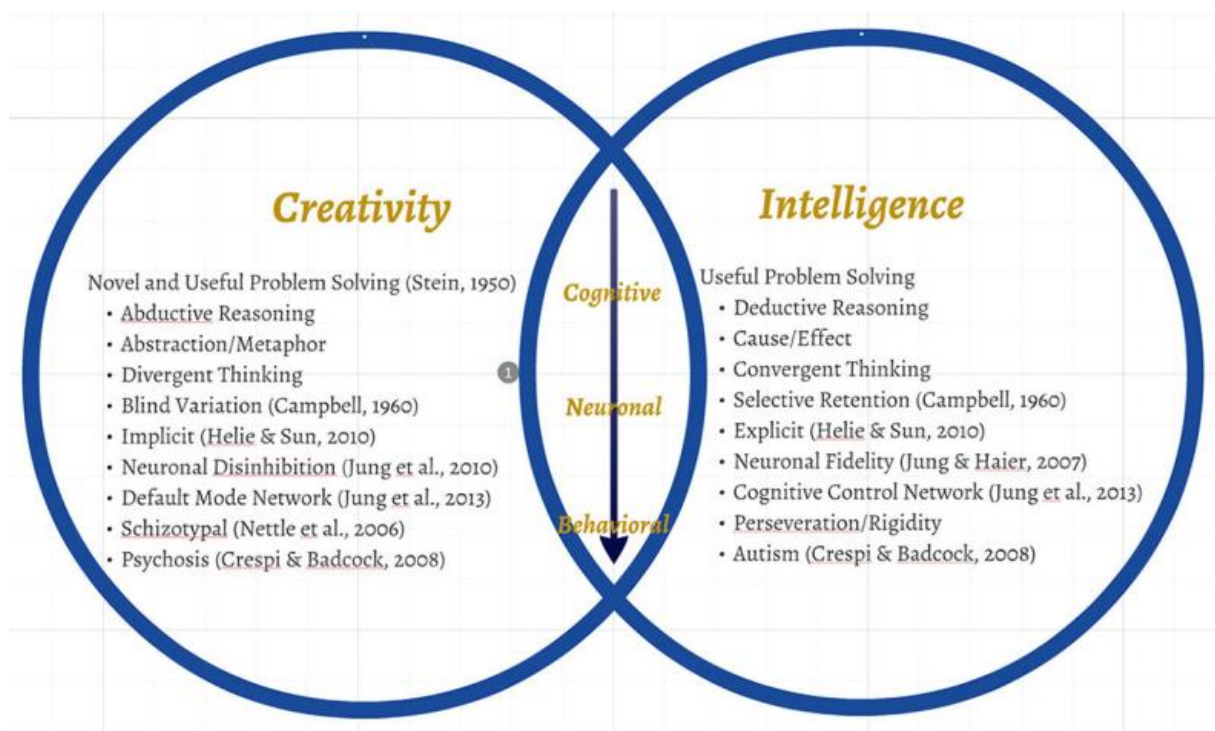 Creativity
Novel and Useful Problem Solving (Stein, 1950)
• Abductive Reasoning
• Abstraction/Metaphor
• Divergent Thinking
• Blind Variation (Campbell, 1960)
• Implicit (Helie & Sun, 2010)
• Neuronal Disinhibition (Jung et al., 2010)
• Default Mode Network (Jung et al., 2013)
• Schizotypal (Nettle et al., 2006)
• Psychosis (Crespi & Badcock, 2008)
1
Cognitive
Neuronal
Behavioral
Intelligence
Useful Problem Solving
• Deductive Reasoning
• Cause/Effect
• Convergent Thinking
• Selective Retention (Campbell, 1960)
• Explicit (Helie & Sun, 2010)
• Neuronal Fidelity (Jung & Haier, 2007)
• Cognitive Control Network (Jung et al., 2013)
• Perseveration/Rigidity
• Autism (Crespi & Badcock, 2008)